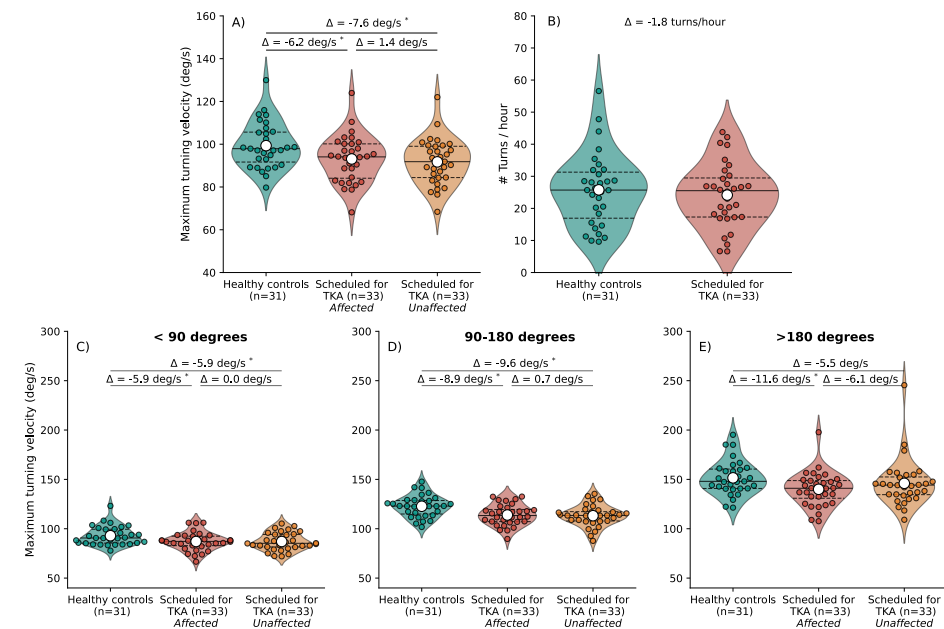 A)
Δ = -7.6 deg/s *
Δ = -6.2 deg/s *
Δ = 1.4 deg/s
Maximum turning velocity (deg/s)
160
140
120
100
80
60
40
Healthy controls
(n=31)
Scheduled for
TKA (n=33)
Affected
Scheduled for
TKA (n=33)
Unaffected
B)
Δ = -1.8 turns/hour
# Turns / hour
80
70
60
50
40
30
20
10
0
Healthy controls
(n=31)
Scheduled for
TKA (n=33)
C)
< 90 degrees
Δ = -5.9 deg/s *
Δ = -5.9 deg/s *
Δ = 0.0 deg/s
Maximum turning velocity (deg/s)
300
250
200
150
100
50
Healthy controls
(n=31)
Scheduled for
TKA (n=33)
Affected
Scheduled for
TKA (n=33)
Unaffected
D)
90-180 degrees
Δ = -9.6 deg/s *
Δ = -8.9 deg/s *
Δ = 0.7 deg/s
300
250
200
150
100
50
Healthy controls
(n=31)
Scheduled for
TKA (n=33)
Affected
Scheduled for
TKA (n=33)
Unaffected
E)
>180 degrees
Δ = -5.5 deg/s
Δ = -11.6 deg/s *
Δ = -6.1 deg/s
300
250
200
150
100
50
Healthy controls
(n=31)
Scheduled for
TKA (n=33)
Affected
Scheduled for
TKA (n=33)
Unaffected